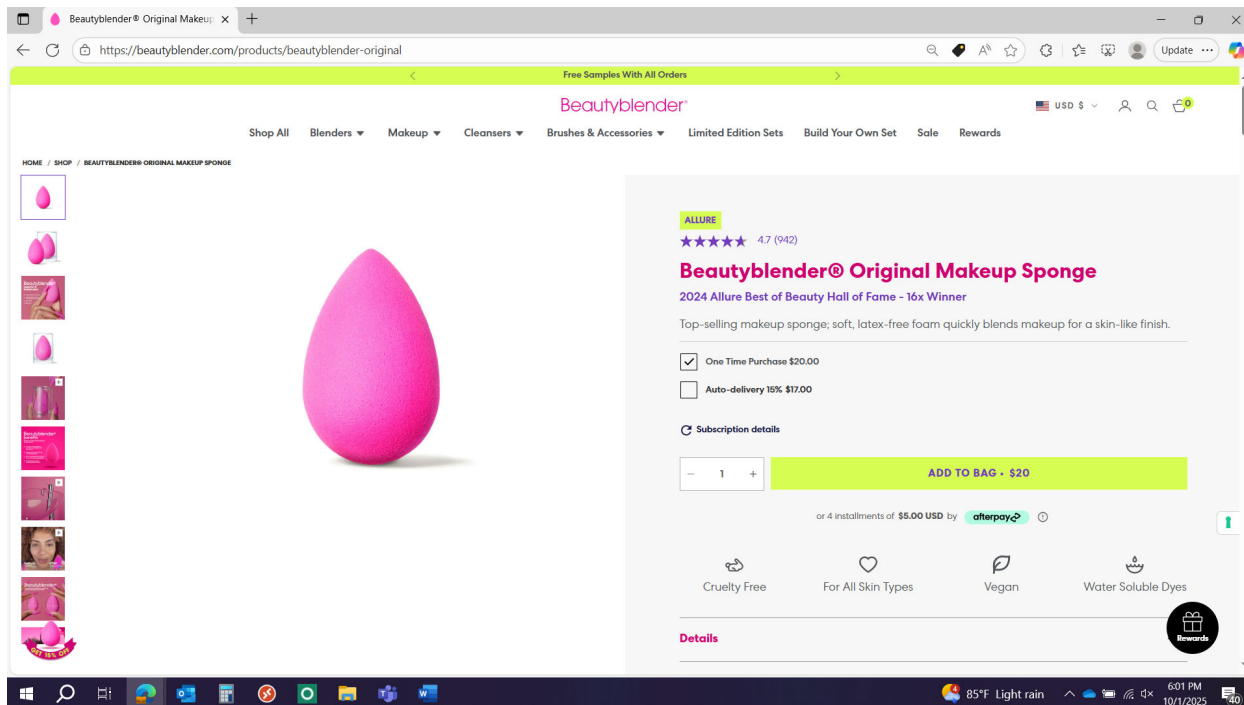 Beautyblender® Original Makeup
https://beautyblender.com/products/beautyblender-original
Update
Free Samples With All Orders
Beautyblender®
USD $
0
Shop All Blenders Makeup Cleansers Brushes & Accessories Limited Edition Sets Build Your Own Set Sale Rewards
HOME / SHOP / BEAUTYBLENDER® ORIGINAL MAKEUP SPONGE
ALLURE
4.7 (942)
Beautyblender® Original Makeup Sponge
2024 Allure Best of Beauty Hall of Fame - 16x Winner
Top-selling makeup sponge; soft, latex-free foam quickly blends makeup for a skin-like finish.
One Time Purchase $20.00
Auto-delivery 15% $17.00
Subscription details
− 1 +
ADD TO BAG • $20
or 4 installments of $5.00 USD by afterpay
Cruelty Free For All Skin Types Vegan Water Soluble Dyes
Details
Rewards
GET 15% OFF
85°F Light rain
6:01 PM
10/1/2025
40